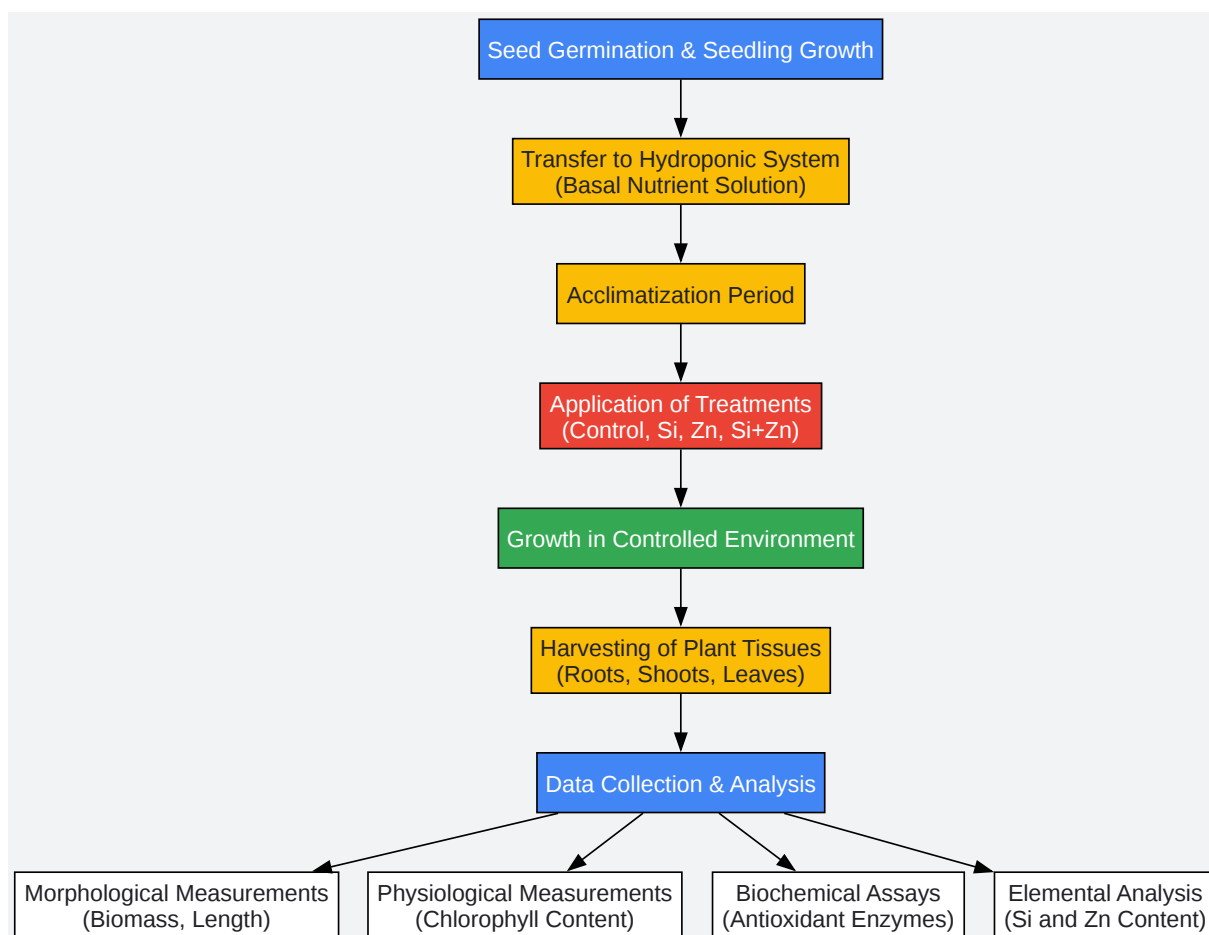 Seed Germination & Seedling Growth
Transfer to Hydroponic System
(Basal Nutrient Solution)
Acclimatization Period
Application of Treatments
(Control, Si, Zn, Si+Zn)
Growth in Controlled Environment
Harvesting of Plant Tissues
(Roots, Shoots, Leaves)
Data Collection & Analysis
Morphological Measurements
(Biomass, Length)
Physiological Measurements
(Chlorophyll Content)
Biochemical Assays
(Antioxidant Enzymes)
Elemental Analysis
(Si and Zn Content)